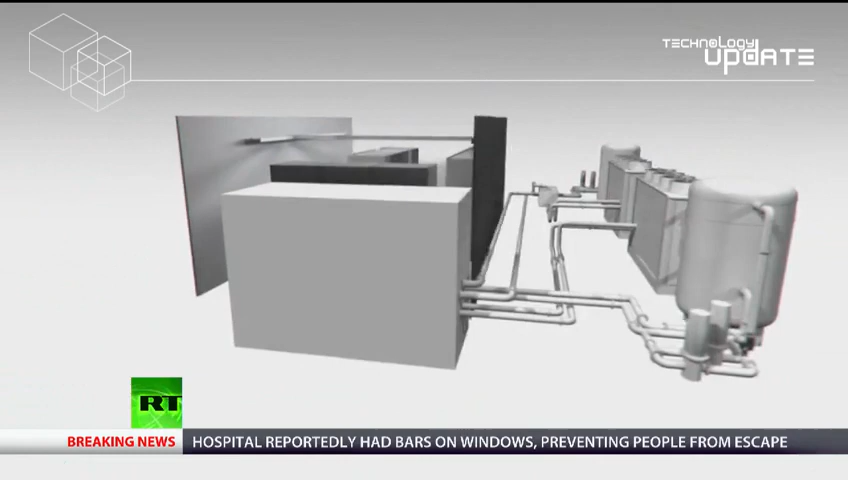 TECHNOLOGY
UPDATE
RT
BREAKING NEWS
HOSPITAL REPORTEDLY HAD BARS ON WINDOWS, PREVENTING PEOPLE FROM ESCAPE